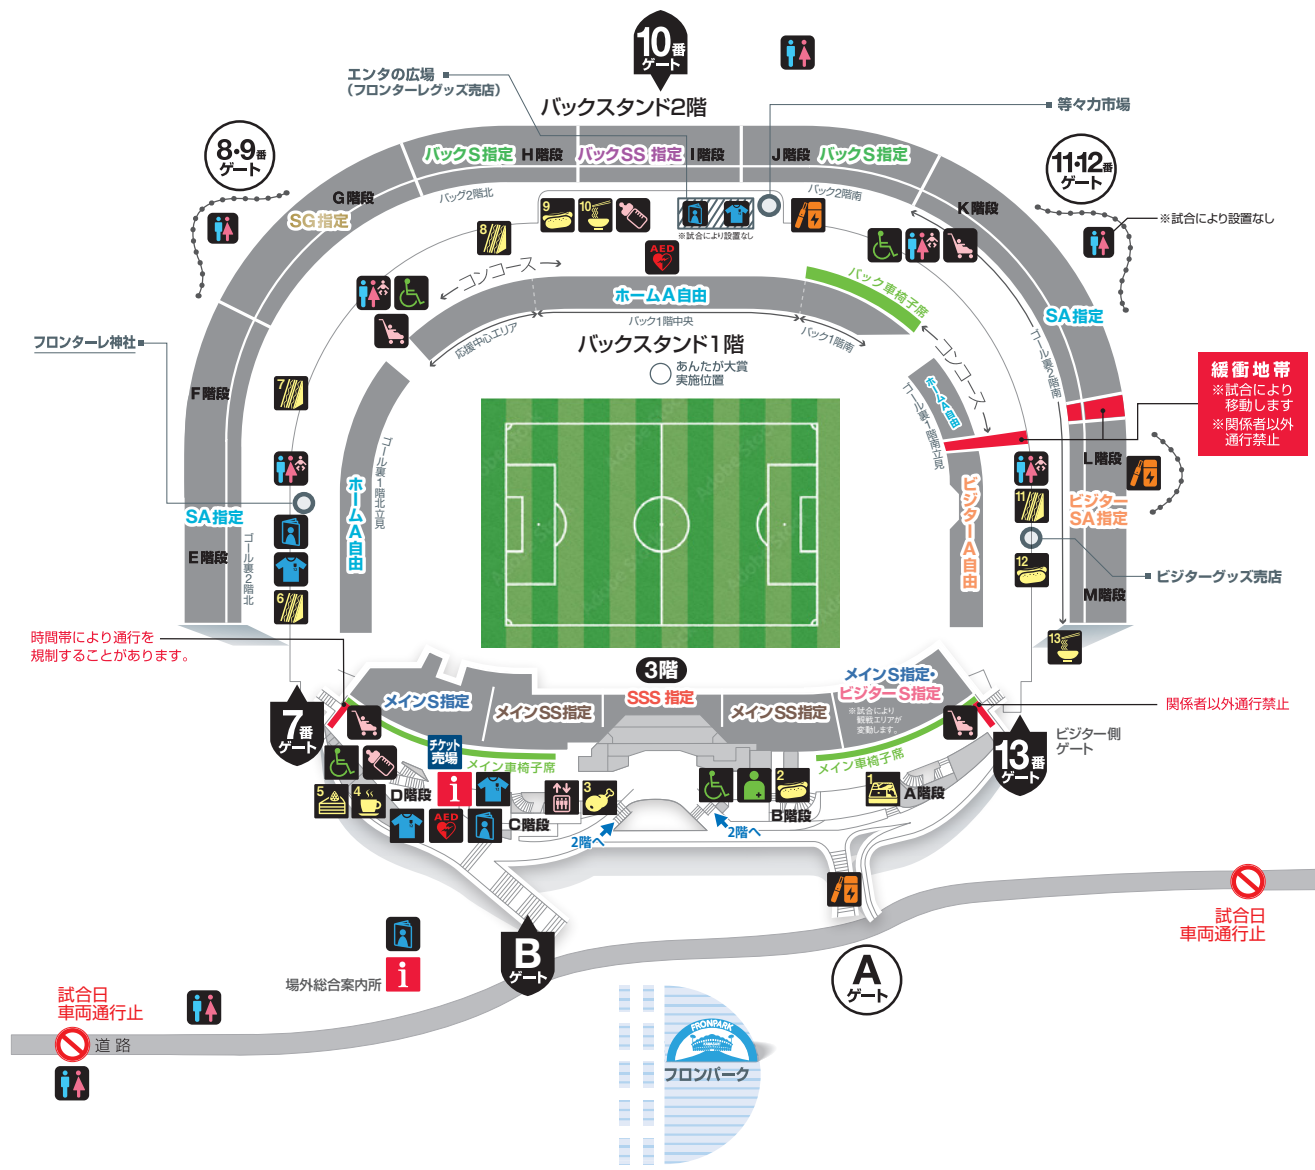 10番
ゲート
エンタの広場
（フロンターレグッズ売店）
バックスタンド2階
等々力市場
8・9番
ゲート
11・12番
ゲート
バックS指定
H階段
バックSS指定
I階段
J階段
バックS指定
G階段
SG指定
バック2階北
バック2階南
K階段
※試合により設置なし
9
10
※試合により設置なし
8
AED
コンコース
ホームA自由
バック車椅子席
SA指定
バック1階中央
応援中心エリア
バック1階南
バックスタンド1階
あんたが大賞
実施位置
コンコース
ゴール裏2階南
フロンターレ神社
緩衝地帯
※試合により
移動します
※関係者以外
通行禁止
F階段
7
ホームA自由
ゴール裏1階南立見
ゴール裏1階北立見
L階段
SA指定
ホームA自由
ビジターA自由
11
ビジター
SA指定
E階段
ゴール裏2階北
12
ビジターグッズ売店
M階段
6
13
時間帯により通行を
規制することがあります。
3階
メインS指定
メインSS指定
SSS指定
メインSS指定
メインS指定・
ビジターS指定
※試合により
観戦エリアが
変動します。
関係者以外通行禁止
7番
ゲート
チケット
売場
メイン車椅子席
メイン車椅子席
13番
ゲート
ビジター側
ゲート
5
4
D階段
i
3
2
1
A階段
AED
C階段
B階段
2階へ
2階へ
試合日
車両通行止
B
ゲート
A
ゲート
場外総合案内所
i
試合日
車両通行止
道路
FRONPARK
フロンパーク